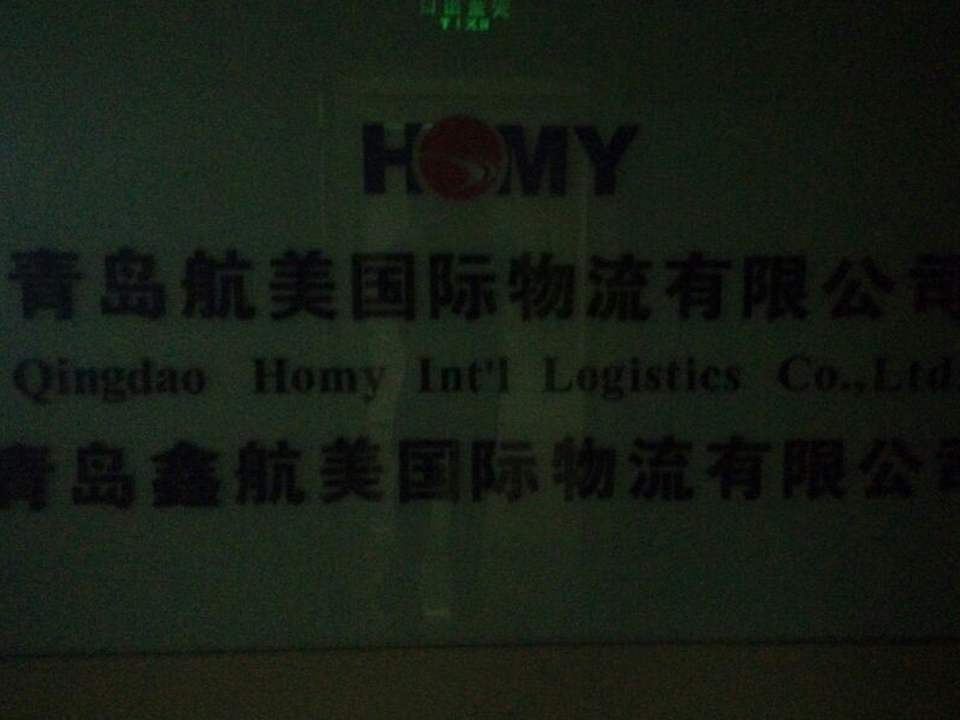 HOMY
青岛航美国际物流有限公司
Qingdao Homy Int'l Logistics Co.,Ltd
青岛鑫航美国际物流有限公司